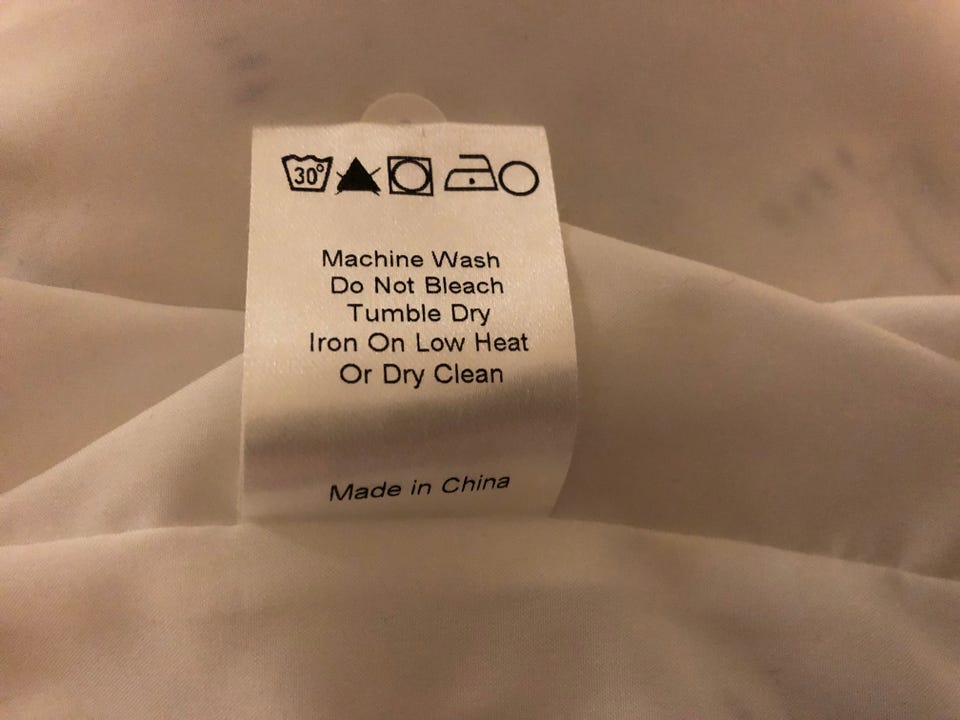 30°
Machine Wash
Do Not Bleach
Tumble Dry
Iron On Low Heat
Or Dry Clean
Made in China